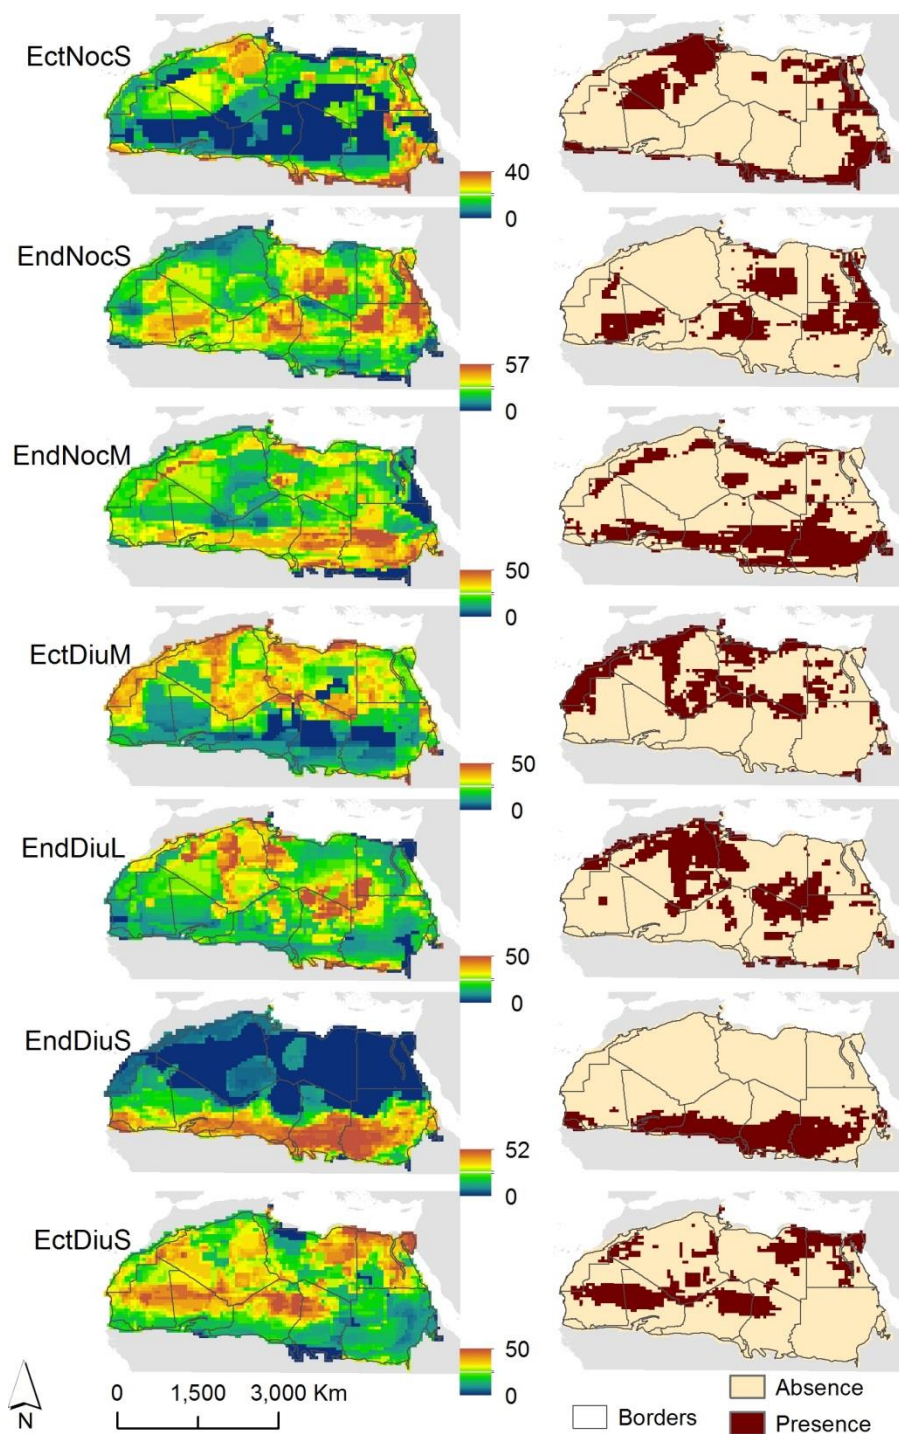 EctNocS
40
0
EndNocS
57
0
EndNocM
50
0
EctDiuM
50
0
EndDiuL
50
0
EndDiuS
52
0
EctDiuS
50
0
N
0 1,500 3,000 Km
Borders
Absence
Presence